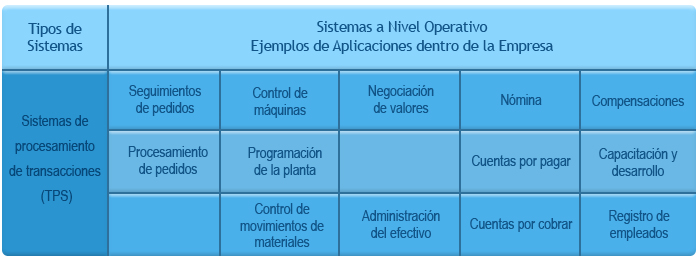 Tipos de
Sistemas
Sistemas a Nivel Operativo
Ejemplos de Aplicaciones dentro de la Empresa
Sistemas de
procesamiento
de transacciones
(TPS)
Seguimientos
de pedidos
Control de
máquinas
Negociación
de valores
Nómina
Compensaciones
Procesamiento
de pedidos
Programación
de la planta
Cuentas por pagar
Capacitación y
desarrollo
Control de
movimientos de
materiales
Administración
del efectivo
Cuentas por cobrar
Registro de
empleados